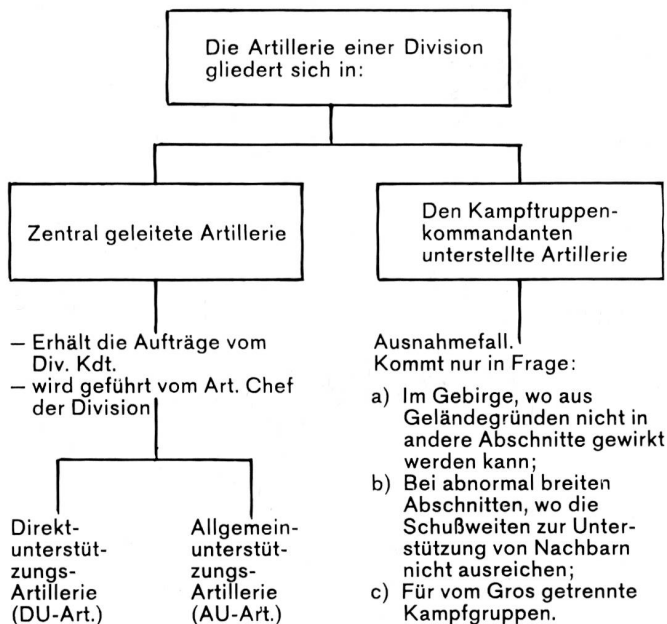 Die Artillerie einer Division
gliedert sich in:
Zentral geleitete Artillerie
Den Kampftruppen-
kommandanten
unterstellte Artillerie
— Erhält die Aufträge vom
Div. Kdt.
— wird geführt vom Art. Chef
der Division
Direkt-
unterstüt-
zungs-
Artillerie
(DU-Art.)
Allgemein-
unterstüt-
zungs-
Artillerie
(AU-Art.)
Ausnahmefall.
Kommt nur in Frage:
a) Im Gebirge, wo aus
Geländegründen nicht in
andere Abschnitte gewirkt
werden kann;
b) Bei abnormal breiten
Abschnitten, wo die
Schußweiten zur Unter-
stützung von Nachbarn
nicht ausreichen;
c) Für vom Gros getrennte
Kampfgruppen.